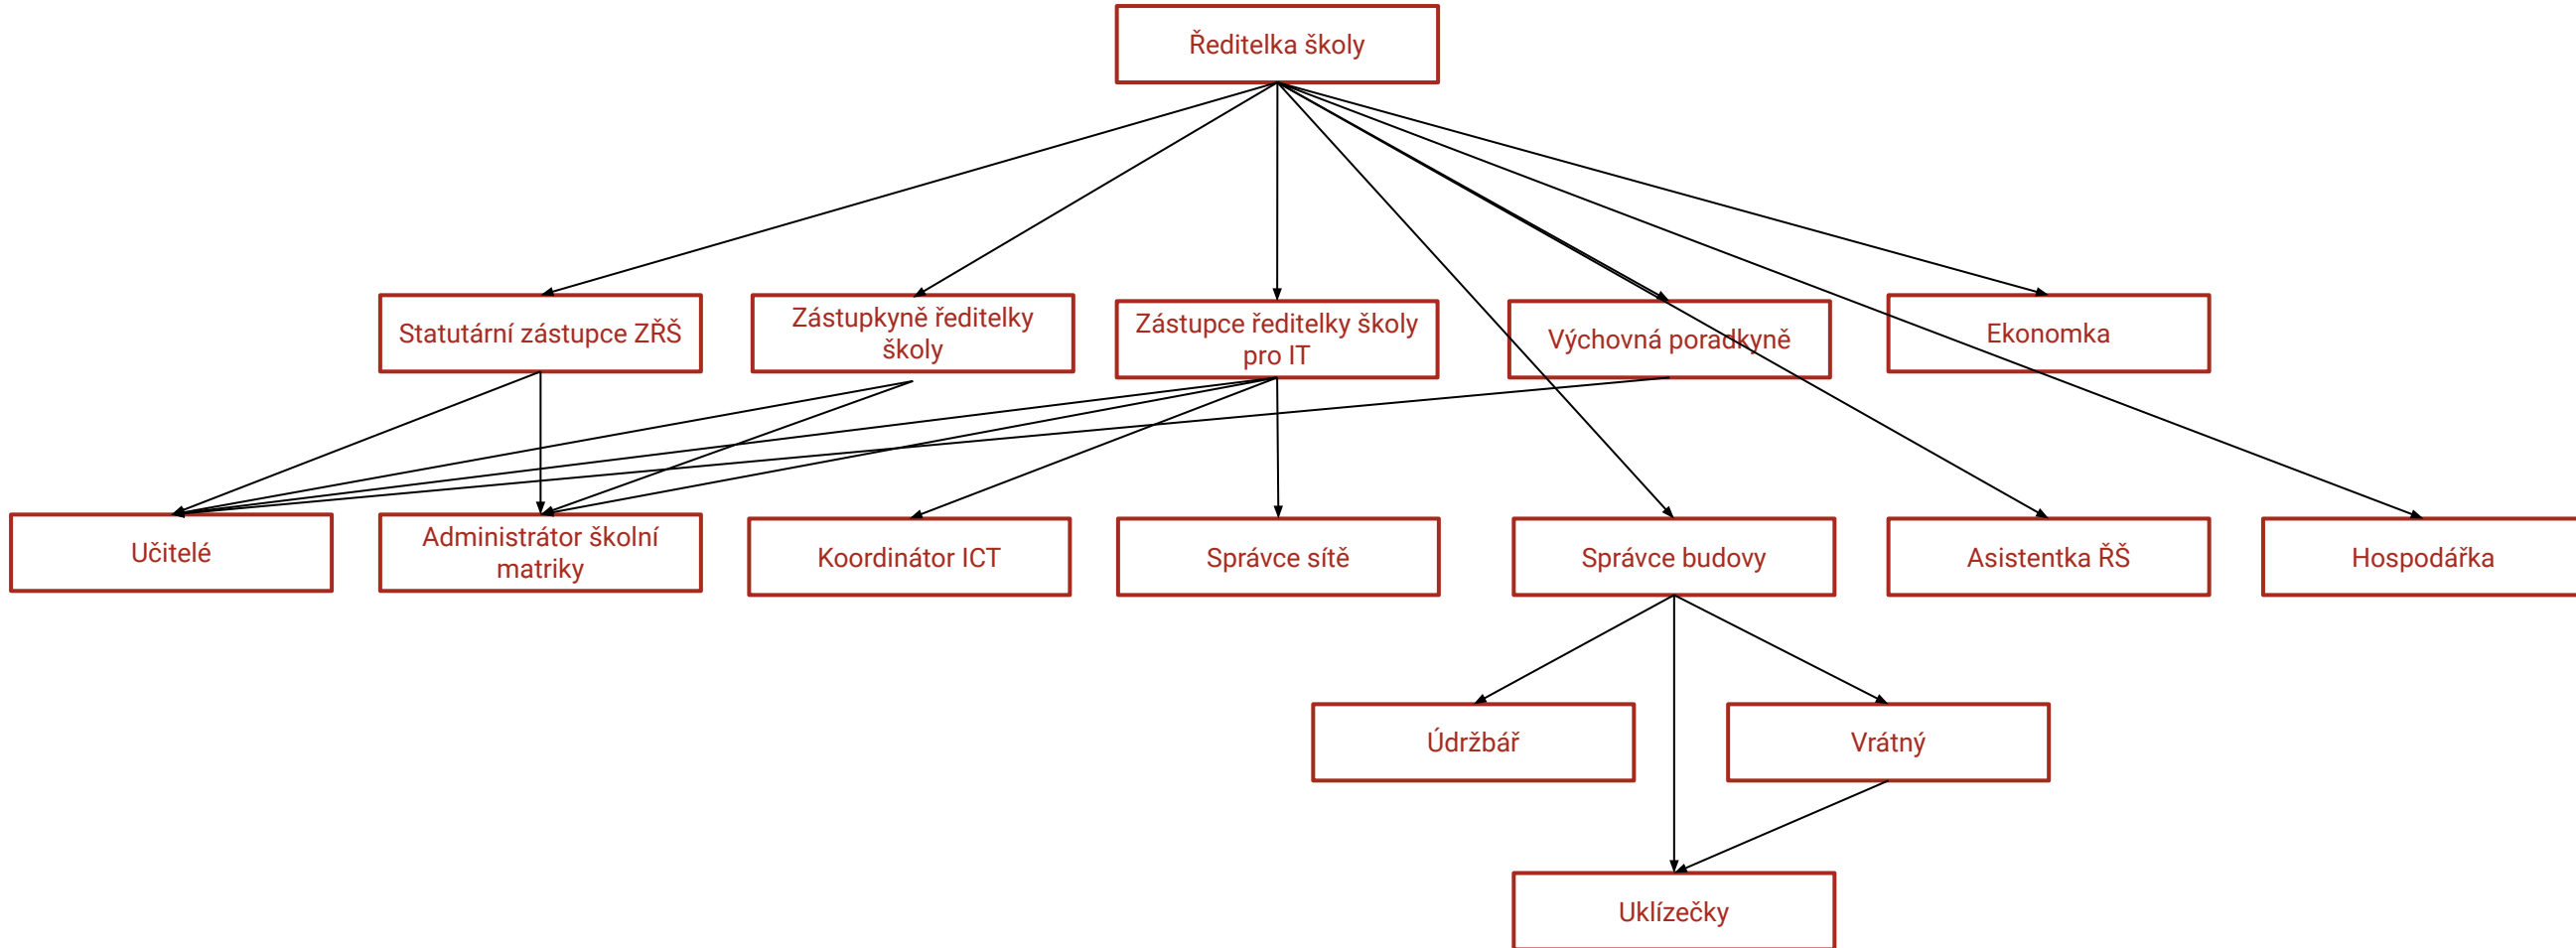 Ředitelka školy
Statutární zástupce ZŘŠ
Zástupkyně ředitelky
školy
Zástupce ředitelky školy
pro IT
Výchovná poradkyně
Ekonomka
Učitelé
Administrátor školní
matriky
Koordinátor ICT
Správce sítě
Správce budovy
Asistentka ŘŠ
Hospodářka
Údržbář
Vrátný
Uklízečky